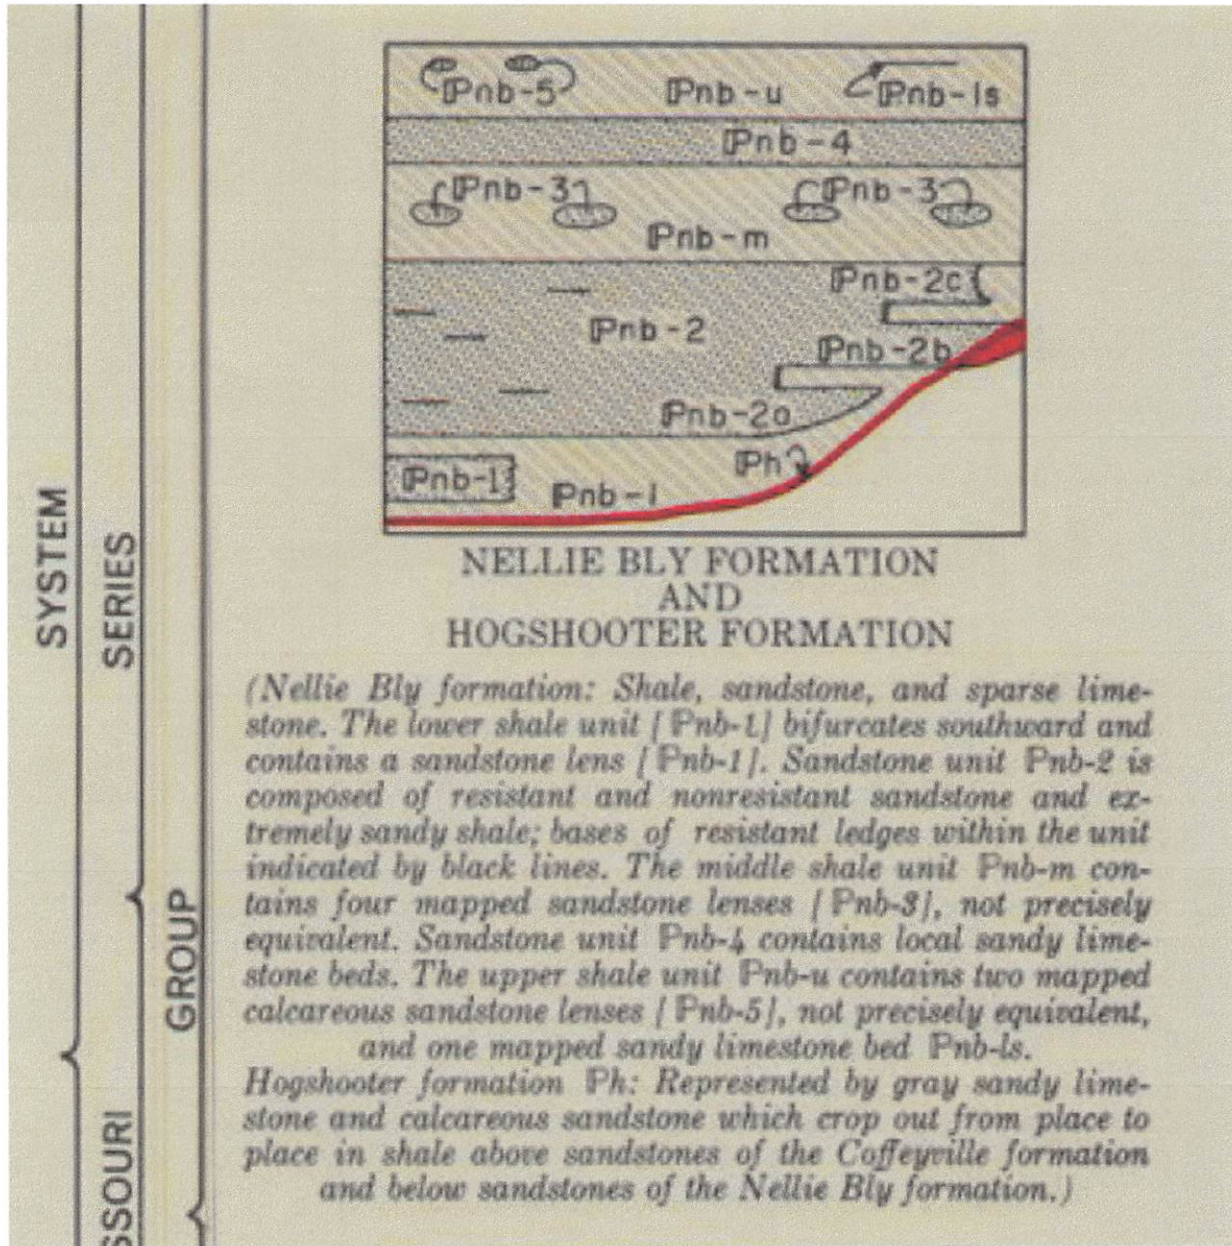 ℙnb-5
ℙnb-u
ℙnb-ls
ℙnb-4
ℙnb-3
ℙnb-3
ℙnb-m
ℙnb-2c
ℙnb-2
ℙnb-2b
ℙnb-2a
ℙh
ℙnb-1
ℙnb-l
NELLIE BLY FORMATION
AND
HOGSHOOTER FORMATION
(Nellie Bly formation: Shale, sandstone, and sparse lime-
stone. The lower shale unit [ℙnb-l] bifurcates southward and
contains a sandstone lens [ℙnb-1]. Sandstone unit ℙnb-2 is
composed of resistant and nonresistant sandstone and ex-
tremely sandy shale; bases of resistant ledges within the unit
indicated by black lines. The middle shale unit ℙnb-m con-
tains four mapped sandstone lenses [ℙnb-3], not precisely
equivalent. Sandstone unit ℙnb-4 contains local sandy lime-
stone beds. The upper shale unit ℙnb-u contains two mapped
calcareous sandstone lenses [ℙnb-5], not precisely equivalent,
and one mapped sandy limestone bed ℙnb-ls.
Hogshooter formation ℙh: Represented by gray sandy lime-
stone and calcareous sandstone which crop out from place to
place in shale above sandstones of the Coffeyville formation
and below sandstones of the Nellie Bly formation.)
SYSTEM
SERIES
GROUP
SSOURI